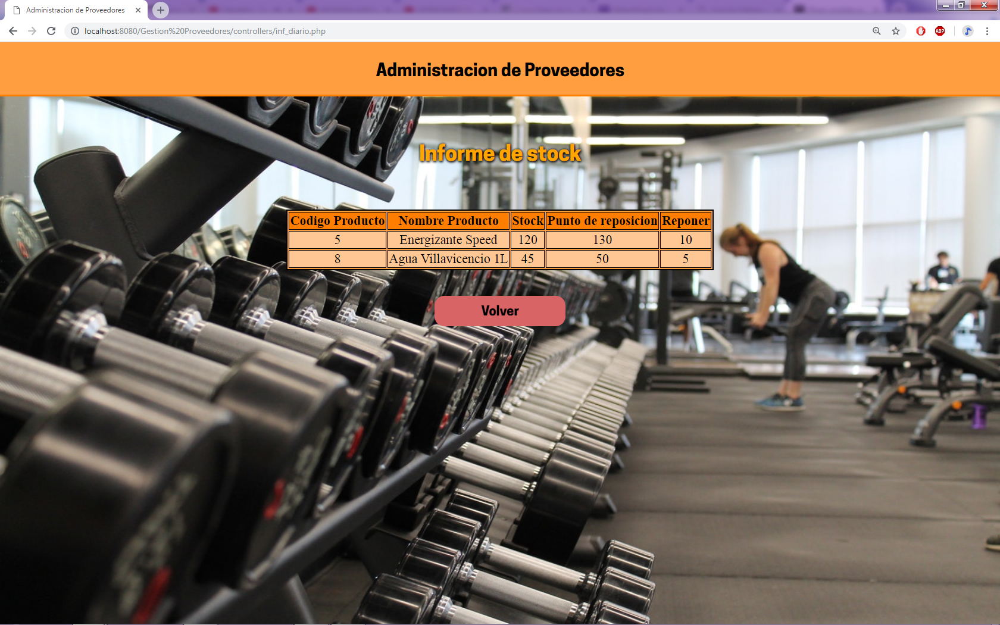 Administracion de Proveedores
localhost:8080/Gestion%20Proveedores/controllers/inf_diario.php
ABP
Administracion de Proveedores
Informe de stock
Codigo Producto Nombre Producto Stock Punto de reposicion Reponer
5 Energizante Speed 120 130 10
8 Agua Villavicencio 1L 45 50 5
Volver